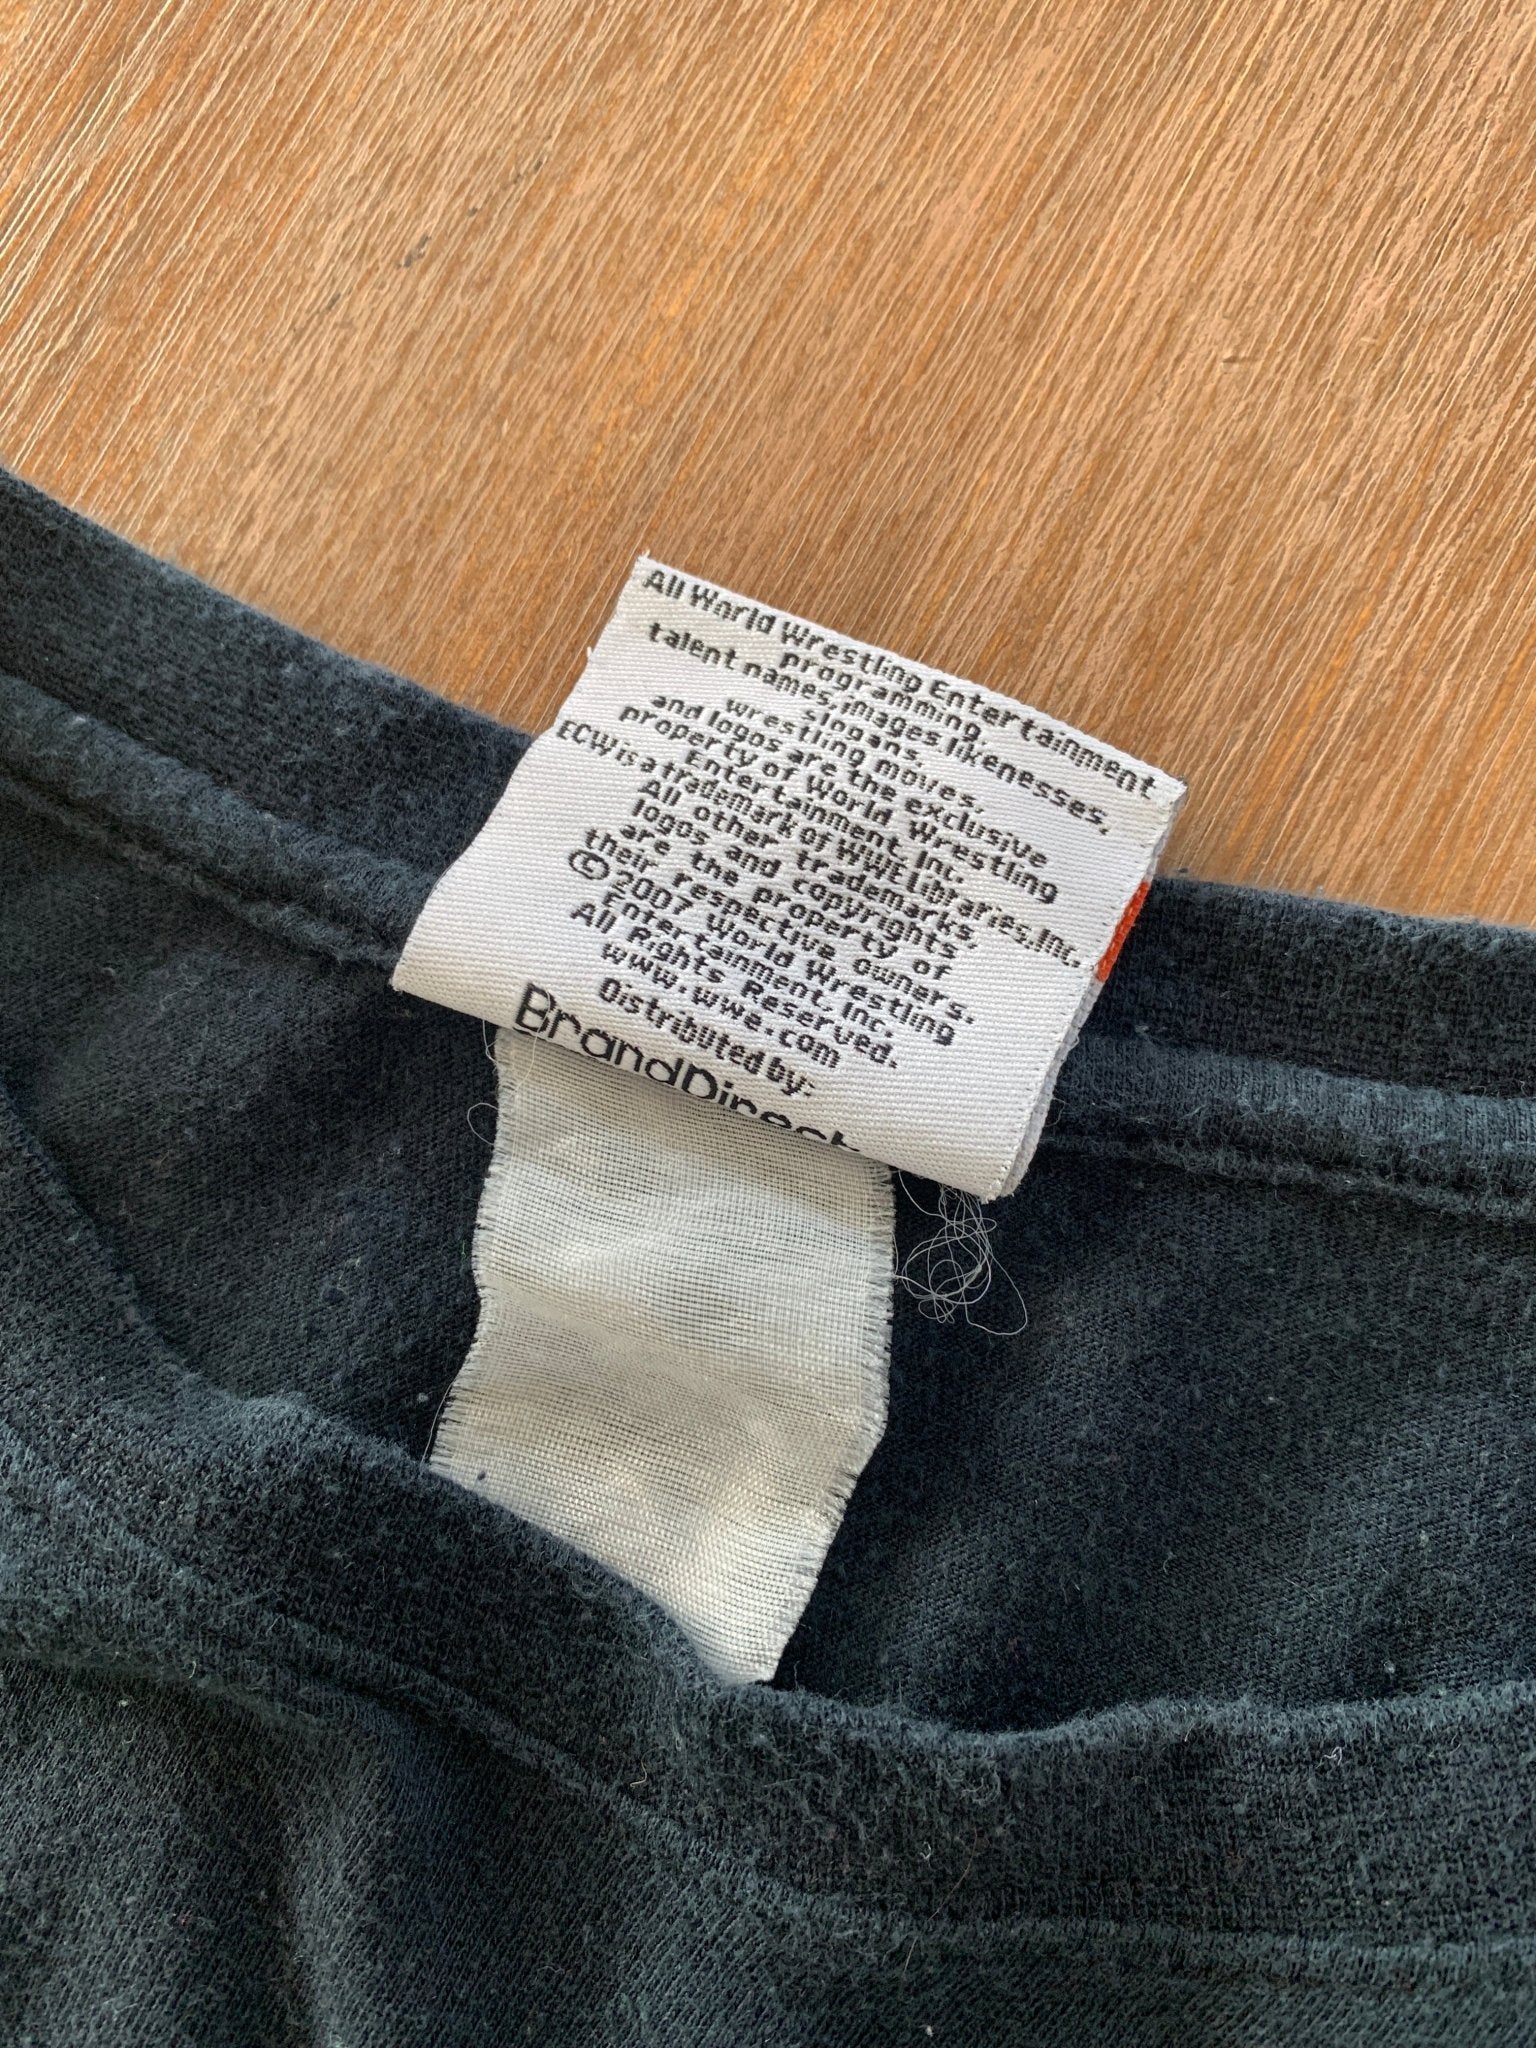 All World Wrestling Entertainment
programming
talent names, images, likenesses,
slogans,
wrestling moves,
and logos are the exclusive
property of World Wrestling
Entertainment, Inc.
ECW is a trademark of WWE Libraries, Inc.
All other trademarks,
logos and copyrights
are the property of
their respective owners.
© 2007 World Wrestling
Entertainment, Inc.
All Rights Reserved.
www.wwe.com
Distributed by:
BrandDirect